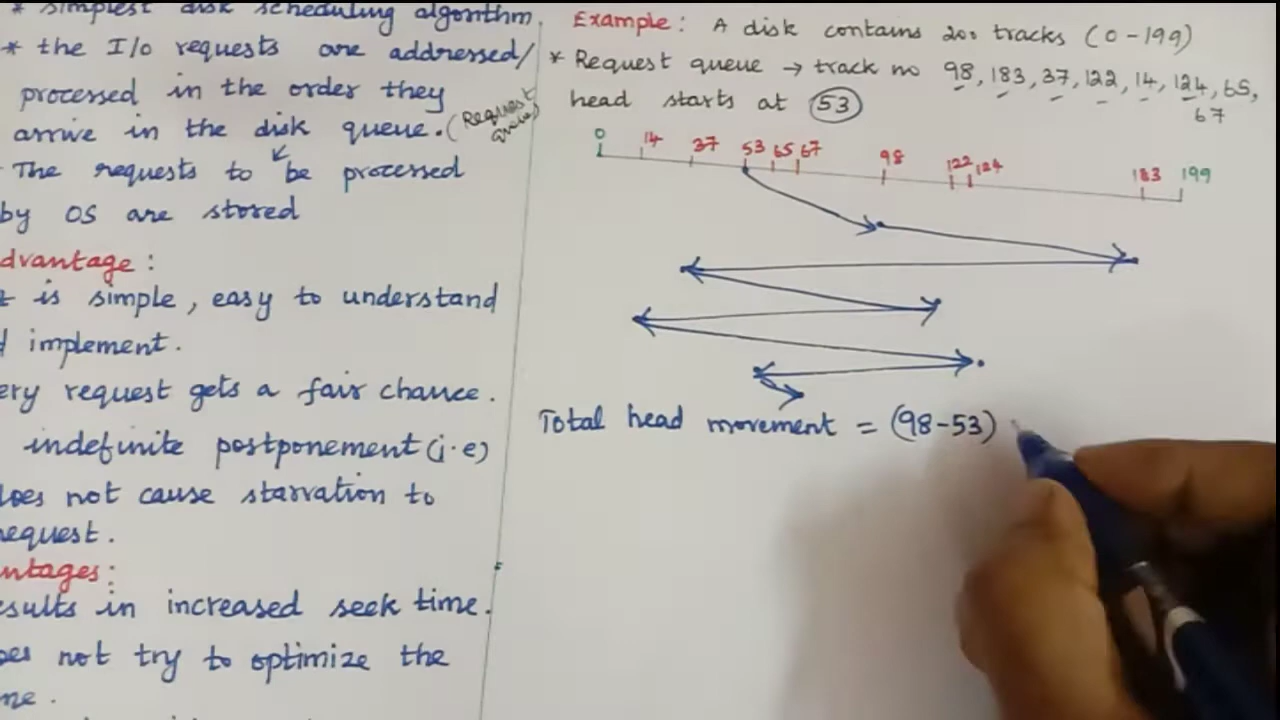 * simplest disk scheduling algorithm.
* the I/o requests are addressed/
processed in the order they
arrive in the disk queue. (Request queue)
The requests to be processed
by OS are stored
dvantage :
is simple, easy to understand
implement.
ery request gets a fair chance.
indefinite postponement (i.e)
does not cause starvation to
request.
ntages :
esults in increased seek time.
oes not try to optimize the
me.
Example : A disk contains 200 tracks (0-199)
* Request queue → track no 98, 183, 37, 122, 14, 124, 65,
67
head starts at 53
0 14 37 53 65 67 98 122 124 183 199
Total head movement = (98-53)